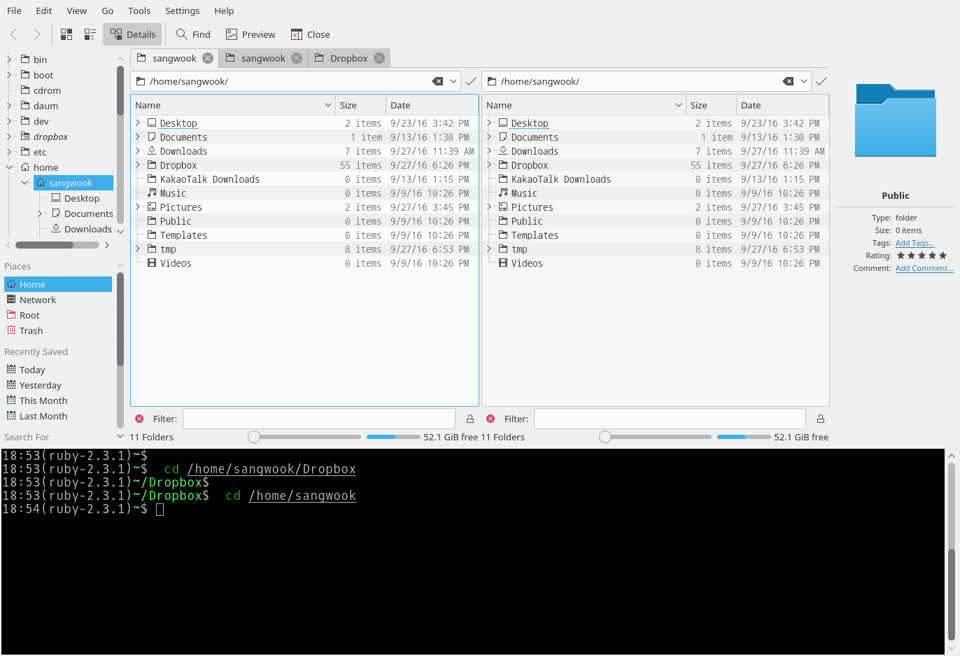 File Edit View Go Tools Settings Help
Details Find Preview Close
bin
boot
cdrom
daum
dev
dropbox
etc
home
sangwook
Desktop
Documents
Downloads
Places
Home
Network
Root
Trash
Recently Saved
Today
Yesterday
This Month
Last Month
Search For
sangwook sangwook Dropbox
/home/sangwook/
Name Size Date
Desktop 2 items 9/23/16 3:42 PM
Documents 1 item 9/13/16 1:30 PM
Downloads 7 items 9/27/16 11:39 AM
Dropbox 55 items 9/27/16 6:26 PM
KakaoTalk Downloads 0 items 9/13/16 1:15 PM
Music 0 items 9/9/16 10:26 PM
Pictures 2 items 9/27/16 3:45 PM
Public 0 items 9/9/16 10:26 PM
Templates 0 items 9/9/16 10:26 PM
tmp 8 items 9/27/16 6:53 PM
Videos 0 items 9/9/16 10:26 PM
Filter:
11 Folders 52.1 GiB free
/home/sangwook/
Name Size Date
Desktop 2 items 9/23/16 3:42 PM
Documents 1 item 9/13/16 1:30 PM
Downloads 7 items 9/27/16 11:39 AM
Dropbox 55 items 9/27/16 6:26 PM
KakaoTalk Downloads 0 items 9/13/16 1:15 PM
Music 0 items 9/9/16 10:26 PM
Pictures 2 items 9/27/16 3:45 PM
Public 0 items 9/9/16 10:26 PM
Templates 0 items 9/9/16 10:26 PM
tmp 8 items 9/27/16 6:53 PM
Videos 0 items 9/9/16 10:26 PM
Filter:
11 Folders 52.1 GiB free
Public
Type: folder
Size: 0 items
Tags: Add Tags...
Rating: ★★★★★
Comment: Add Comment...
18:53(ruby-2.3.1)~$
18:53(ruby-2.3.1)~$ cd /home/sangwook/Dropbox
18:53(ruby-2.3.1)~/Dropbox$
18:53(ruby-2.3.1)~/Dropbox$ cd /home/sangwook
18:54(ruby-2.3.1)~$